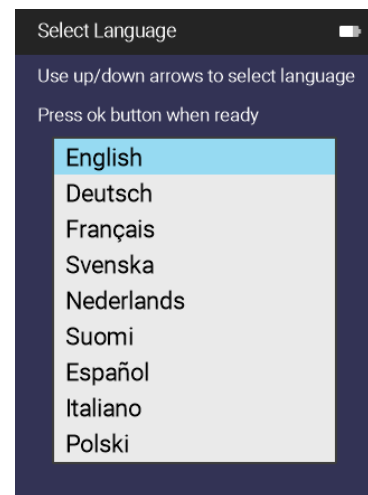 Select Language
Use up/down arrows to select language
Press ok button when ready
English
Deutsch
Français
Svenska
Nederlands
Suomi
Español
Italiano
Polski